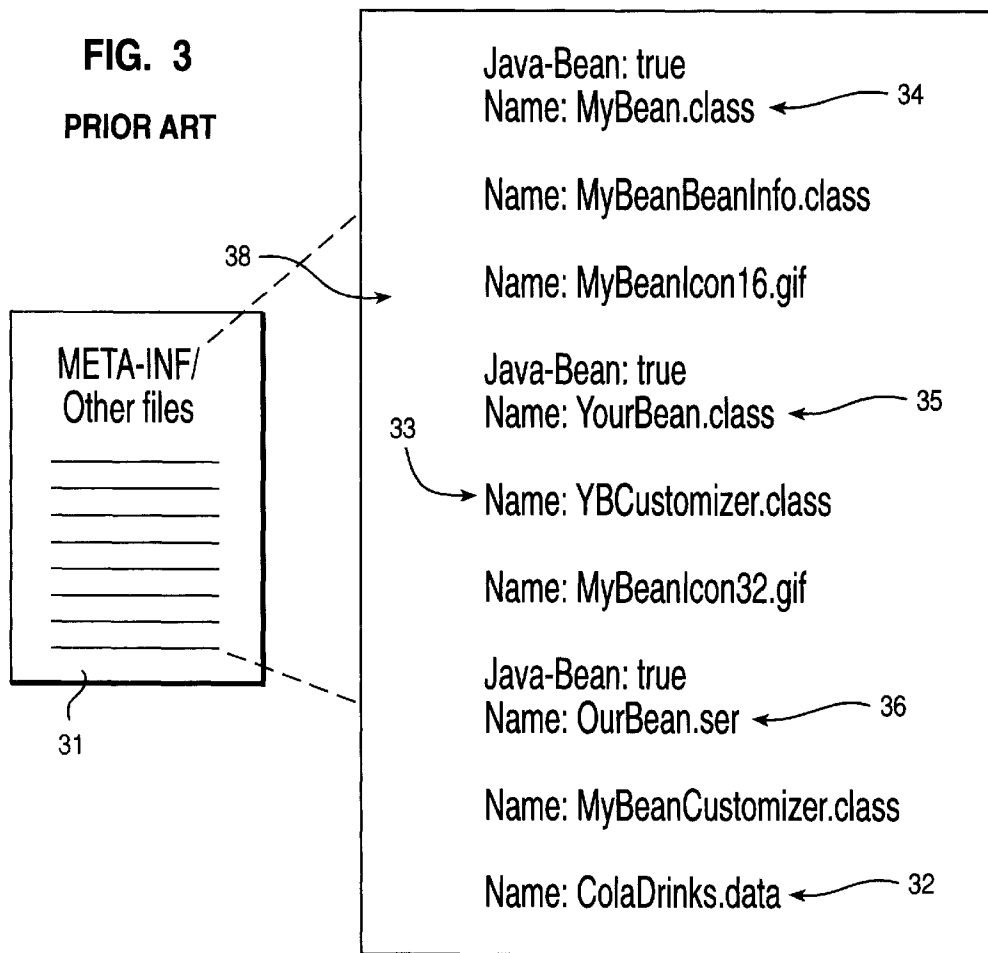 FIG. 3
PRIOR ART
META-INF/
Other files
31
38
33
Java-Bean: true
Name: MyBean.class
34
Name: MyBeanBeanInfo.class
Name: MyBeanIcon16.gif
Java-Bean: true
Name: YourBean.class
35
Name: YBCustomizer.class
Name: MyBeanIcon32.gif
Java-Bean: true
Name: OurBean.ser
36
Name: MyBeanCustomizer.class
Name: ColaDrinks.data
32